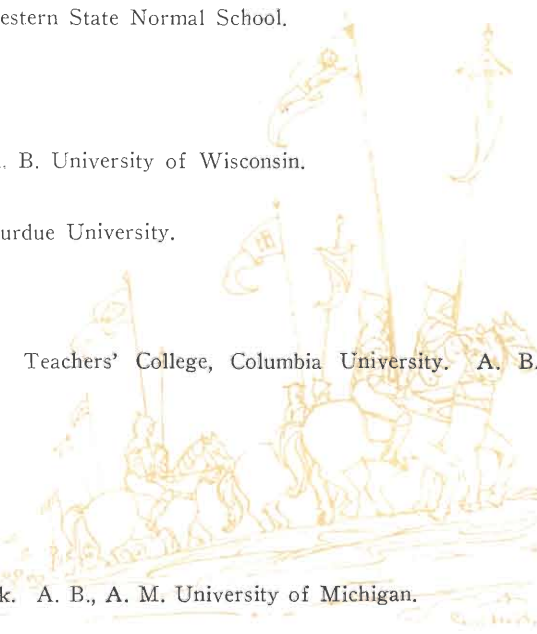 estern State Normal School.
. B. University of Wisconsin.
urdue University.
Teachers' College, Columbia University. A. B.
k. A. B., A. M. University of Michigan.